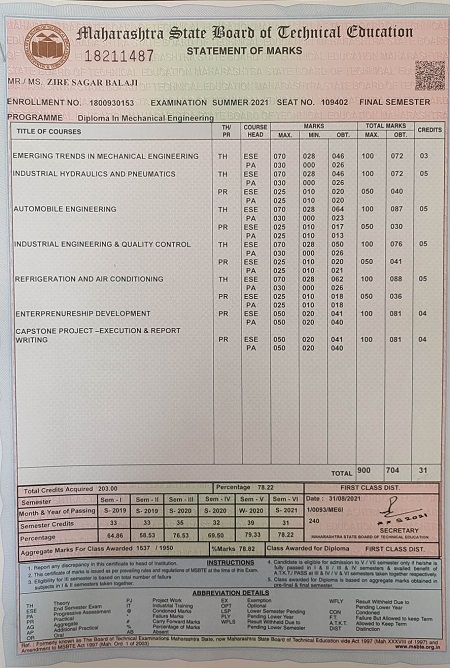 Maharashtra State Board of Technical Education
18211487
STATEMENT OF MARKS
MR./ MS. ZIRE SAGAR BALAJI
ENROLLMENT NO. 1800930153 EXAMINATION SUMMER 2021 SEAT NO. 109402 FINAL SEMESTER
PROGRAMME Diploma In Mechanical Engineering
TITLE OF COURSES TH/ PR COURSE HEAD MARKS MAX. MIN. OBT. TOTAL MARKS MAX. OBT. CREDITS
EMERGING TRENDS IN MECHANICAL ENGINEERING TH ESE 070 028 046 100 072 03
PA 030 000 026
INDUSTRIAL HYDRAULICS AND PNEUMATICS TH ESE 070 028 046 100 072 05
PA 030 000 026
PR ESE 025 010 020 050 040
PA 025 010 020
AUTOMOBILE ENGINEERING TH ESE 070 028 064 100 087 05
PA 030 000 023
PR ESE 025 010 017 050 030
PA 025 010 013
INDUSTRIAL ENGINEERING & QUALITY CONTROL TH ESE 070 028 050 100 076 05
PA 030 000 026
PR ESE 025 010 020 050 041
PA 025 010 021
REFRIGERATION AND AIR CONDITIONING TH ESE 070 028 062 100 088 05
PA 030 000 026
PR ESE 025 010 018 050 036
PA 025 010 018
ENTERPRENURESHIP DEVELOPMENT PR ESE 050 020 041 100 081 04
PA 050 020 040
CAPSTONE PROJECT –EXECUTION & REPORT
WRITING PR ESE 050 020 041 100 081 04
PA 050 020 040
TOTAL 900 704 31
Total Credits Acquired 203.00 Percentage 78.22 FIRST CLASS DIST.
Semester Sem - I Sem - II Sem - III Sem - IV Sem - V Sem - VI
Month & Year of Passing S- 2019 S- 2019 S- 2020 S- 2020 W- 2020 S- 2021
Semester Credits 33 33 35 32 39 31
Percentage 64.86 58.53 76.53 69.50 79.33 78.22
Aggregate Marks For Class Awarded 1537 / 1950 %Marks 78.82 Class Awarded for Diploma FIRST CLASS DIST.
Date : 31/08/2021
1/0093/ME6I
240
SECRETARY
MAHARASHTRA STATE BOARD OF TECHNICAL EDUCATION
INSTRUCTIONS
1. Report any discrepancy in this certificate to head of Institution.
2. The certificate of marks is issued as per prevailing rules and regulations of MSBTE at the time of this Exam.
3. Eligibility for III semester is based on total number of failure
subjects in I & II semesters taken together.
4. Candidate is eligible for admission to V / VII semester only if he/she is
fully passed in I & II / III & IV semesters & availed benefit of
A.T.K.T./ PASS at III & IV / V & VI semesters taken together respectively.
5. Class awarded for Diploma is based on aggregate marks obtained in
pre-final & final semester.
ABBREVIATION DETAILS
TH Theory
ESE End Semester Exam
PA Progressive Assessment
PR Practical
AG Aggregate
AP Additional Practical
OR Oral
PJ Project Work
IT Industrial Training
@ Condoned Marks
* Failure Marks
# Carry Forward Marks
% Percentage of Marks
AB Absent
EX Exemption
OPT Optional
LSP Lower Semester Pending
PLY Pending Lower Year
WFLS Result Withheld Due to
Pending Lower Semester
WFLY Result Withheld Due to
Pending Lower Year
CON Condoned
F.T. Failure But Allowed to keep Term
A.T.K.T. Allowed to Keep Term
DIST Distinction
Ref : Formerly known as The Board of Technical Examinations Maharashtra State, now Maharashtra State Board of Technical Education vide Act 1997 (Mah XXXVIII of 1997) and
Amendment to MSBTE Act 1997 (Mah. Ord. 1 of 2003)
www.msbte.org.in